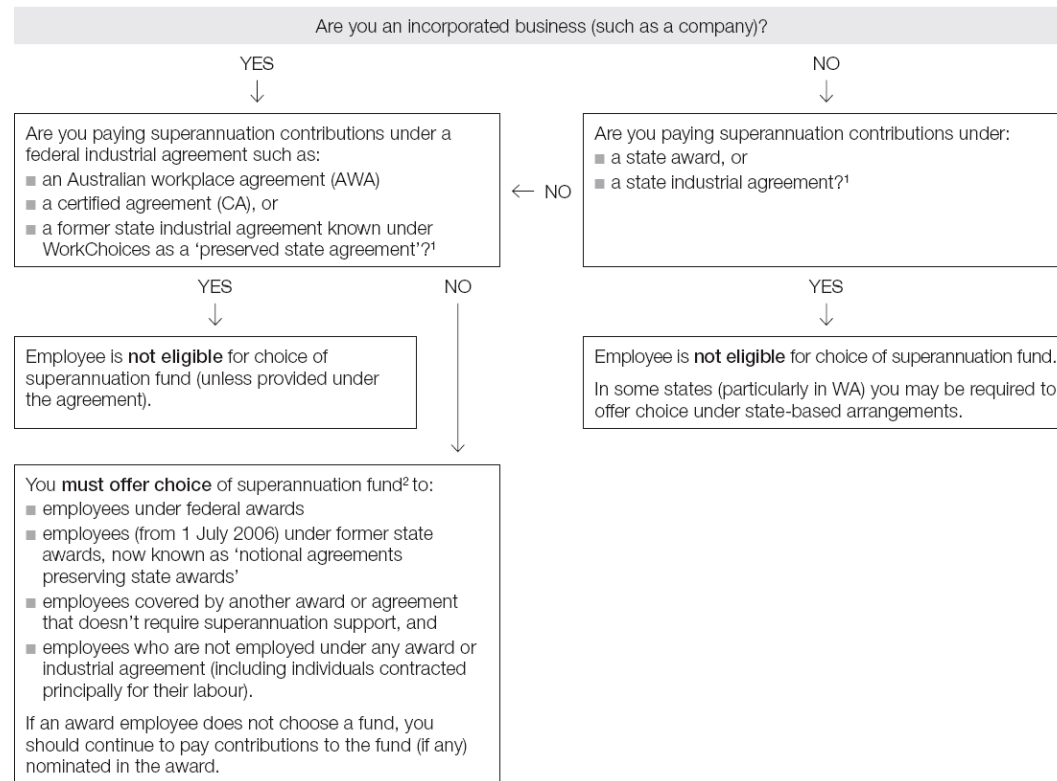 Are you an incorporated business (such as a company)?
YES
NO
Are you paying superannuation contributions under a
federal industrial agreement such as:
■ an Australian workplace agreement (AWA)
■ a certified agreement (CA), or
■ a former state industrial agreement known under
WorkChoices as a ‘preserved state agreement’?¹
NO
Are you paying superannuation contributions under:
■ a state award, or
■ a state industrial agreement?¹
YES
NO
YES
Employee is not eligible for choice of
superannuation fund (unless provided under
the agreement).
Employee is not eligible for choice of superannuation fund.
In some states (particularly in WA) you may be required to
offer choice under state-based arrangements.
You must offer choice of superannuation fund² to:
■ employees under federal awards
■ employees (from 1 July 2006) under former state
awards, now known as ‘notional agreements
preserving state awards’
■ employees covered by another award or agreement
that doesn’t require superannuation support, and
■ employees who are not employed under any award or
industrial agreement (including individuals contracted
principally for their labour).
If an award employee does not choose a fund, you
should continue to pay contributions to the fund (if any)
nominated in the award.